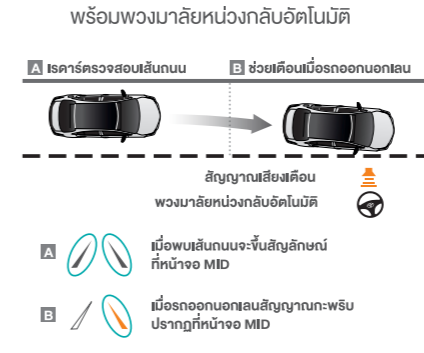 พร้อมพวงมาลัยหน่วงกลับอัตโนมัติ
A เรดาร์ตรวจสอบเส้นถนน
B ช่วยเตือนเมื่อรถออกนอกเลน
สัญญาณเสียงเตือน
พวงมาลัยหน่วงกลับอัตโนมัติ
A เมื่อพบเส้นถนนจะขึ้นสัญลักษณ์
ที่หน้าจอ MID
B เมื่อรถออกนอกเลนสัญญาณกะพริบ
ปรากฏที่หน้าจอ MID